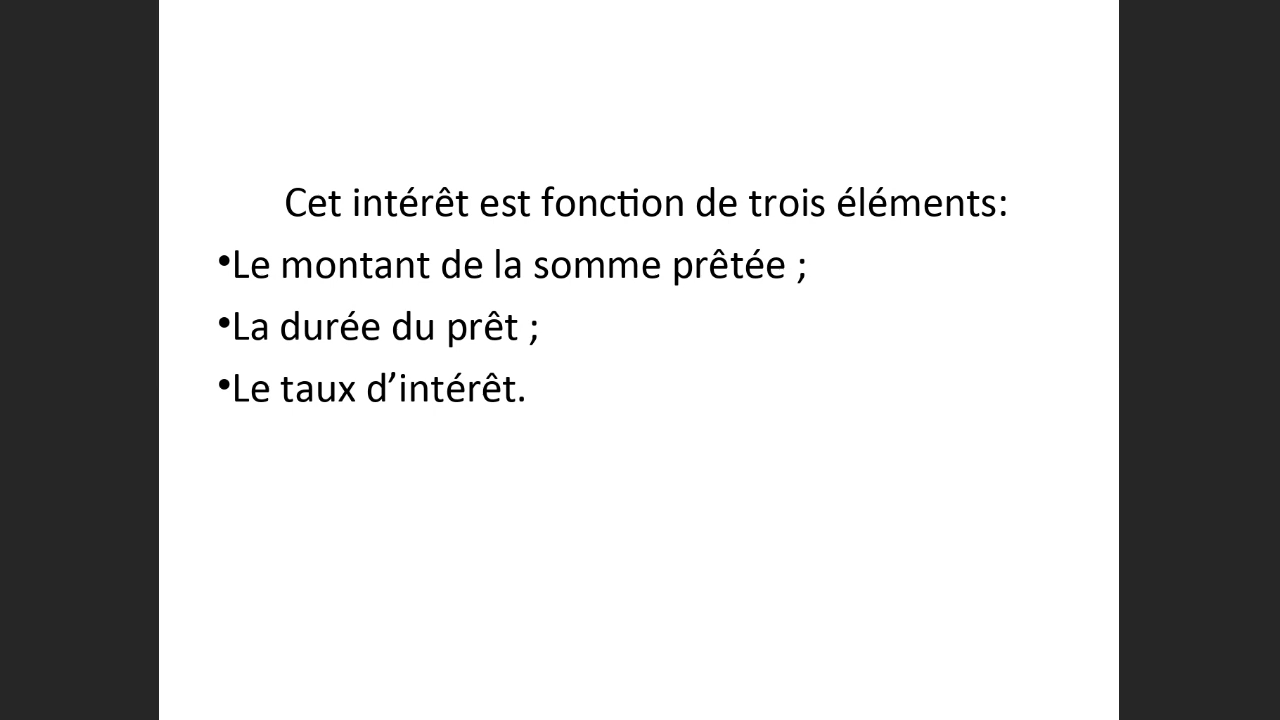 Cet intérêt est fonction de trois éléments:
•Le montant de la somme prêtée ;
•La durée du prêt ;
•Le taux d’intérêt.